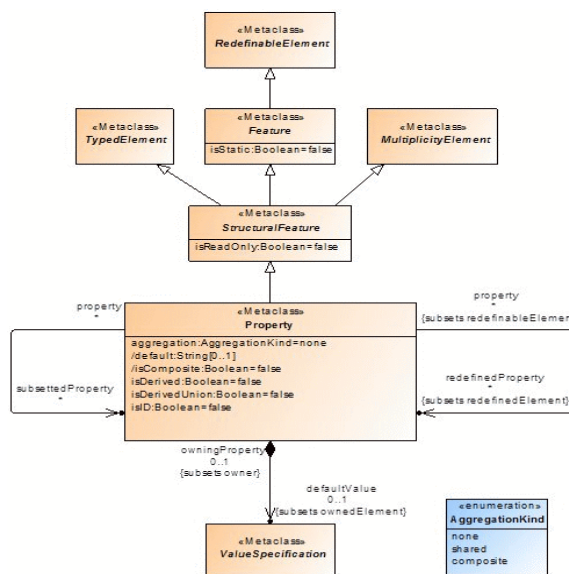 «Metaclass»
RedefinableElement
«Metaclass»
TypedElement
«Metaclass»
Feature
isStatic:Boolean=false
«Metaclass»
MultiplicityElement
«Metaclass»
StructuralFeature
isReadOnly:Boolean=false
property
*
«Metaclass»
Property
aggregation:AggregationKind=none
/default:String[0..1]
/isComposite:Boolean=false
isDerived:Boolean=false
isDerivedUnion:Boolean=false
isID:Boolean=false
property
*
{subsets redefinableElement
subsettedProperty
*
redefinedProperty
*
{subsets redefinedElement}
owningProperty
0..1
{subsets owner}
defaultValue
0..1
{subsets ownedElement}
«Metaclass»
ValueSpecification
«enumeration»
AggregationKind
none
shared
composite